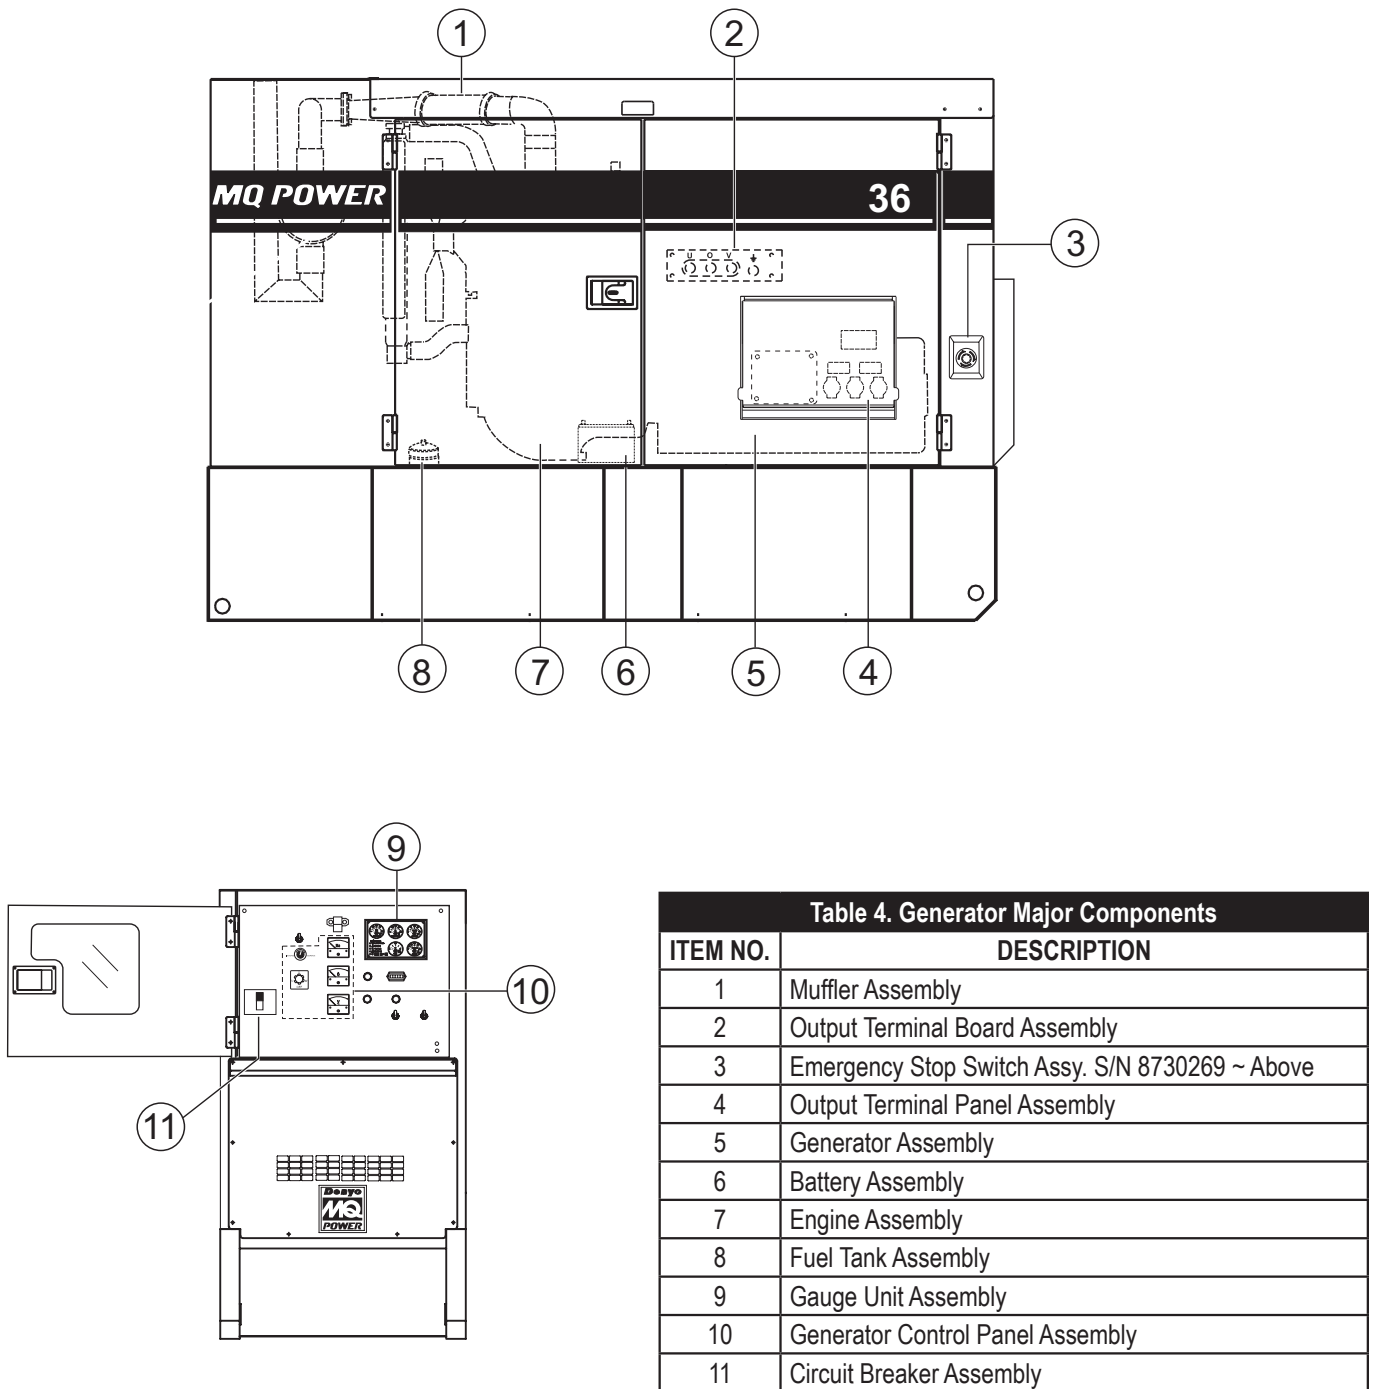 1
2
MQ POWER
36
3
U O V
8
7
6
5
4
9
10
11
Denyo
MQ
POWER
Table 4. Generator Major Components
ITEM NO. DESCRIPTION
1 Muffler Assembly
2 Output Terminal Board Assembly
3 Emergency Stop Switch Assy. S/N 8730269 ~ Above
4 Output Terminal Panel Assembly
5 Generator Assembly
6 Battery Assembly
7 Engine Assembly
8 Fuel Tank Assembly
9 Gauge Unit Assembly
10 Generator Control Panel Assembly
11 Circuit Breaker Assembly